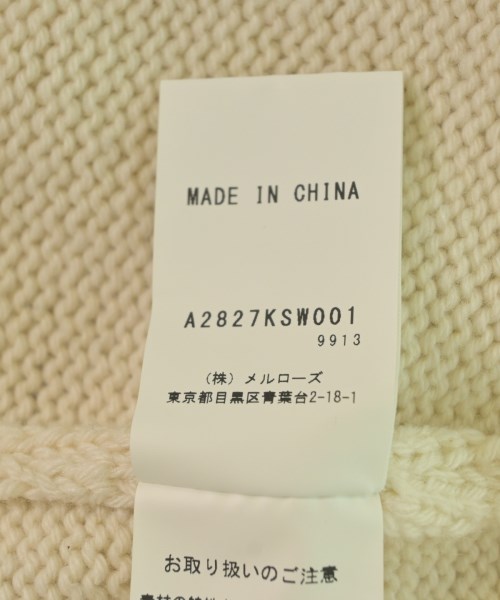 MADE IN CHINA
A2827KSW001
9913
(株) メルローズ
東京都目黒区青葉台2-18-1
お取り扱いのご注意